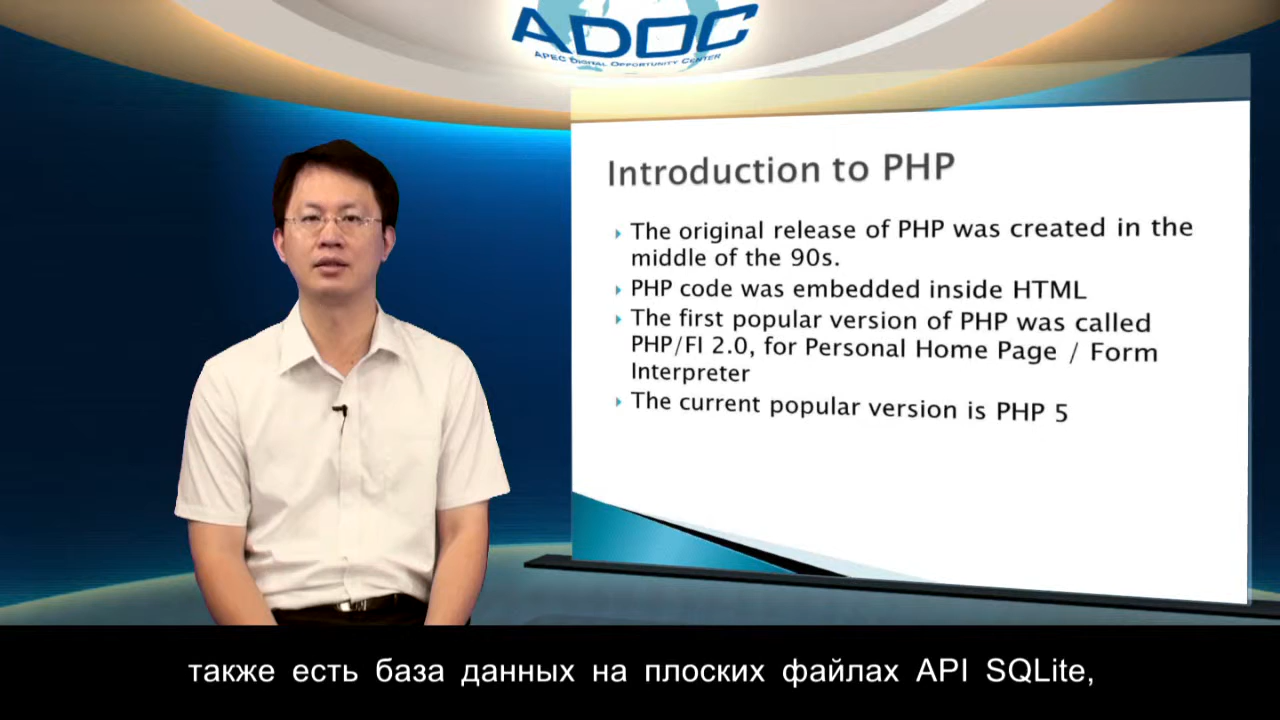 ADOC
APEC DIGITAL OPPORTUNITY CENTER
Introduction to PHP
The original release of PHP was created in the
middle of the 90s.
PHP code was embedded inside HTML
The first popular version of PHP was called
PHP/FI 2.0, for Personal Home Page / Form
Interpreter
The current popular version is PHP 5
также есть база данных на плоских файлах API SQLite,